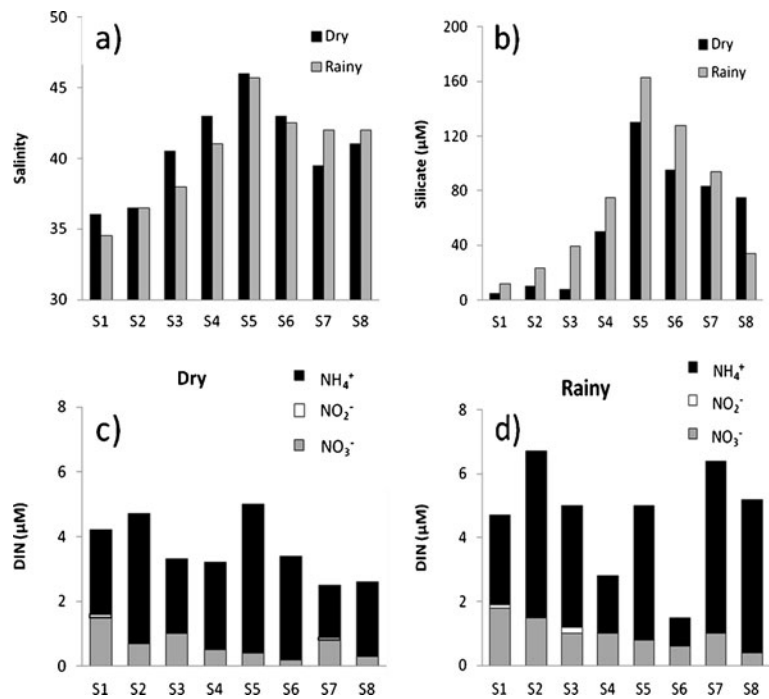 a)
50
45
40
35
30
Salinity
Dry
Rainy
S1 S2 S3 S4 S5 S6 S7 S8
b)
200
160
120
80
40
0
Silicate (µM)
Dry
Rainy
S1 S2 S3 S4 S5 S6 S7 S8
Dry
c)
NH₄⁺
NO₂⁻
NO₃⁻
8
6
4
2
0
DIN (µM)
S1 S2 S3 S4 S5 S6 S7 S8
Rainy
d)
NH₄⁺
NO₂⁻
NO₃⁻
8
6
4
2
0
DIN (µM)
S1 S2 S3 S4 S5 S6 S7 S8